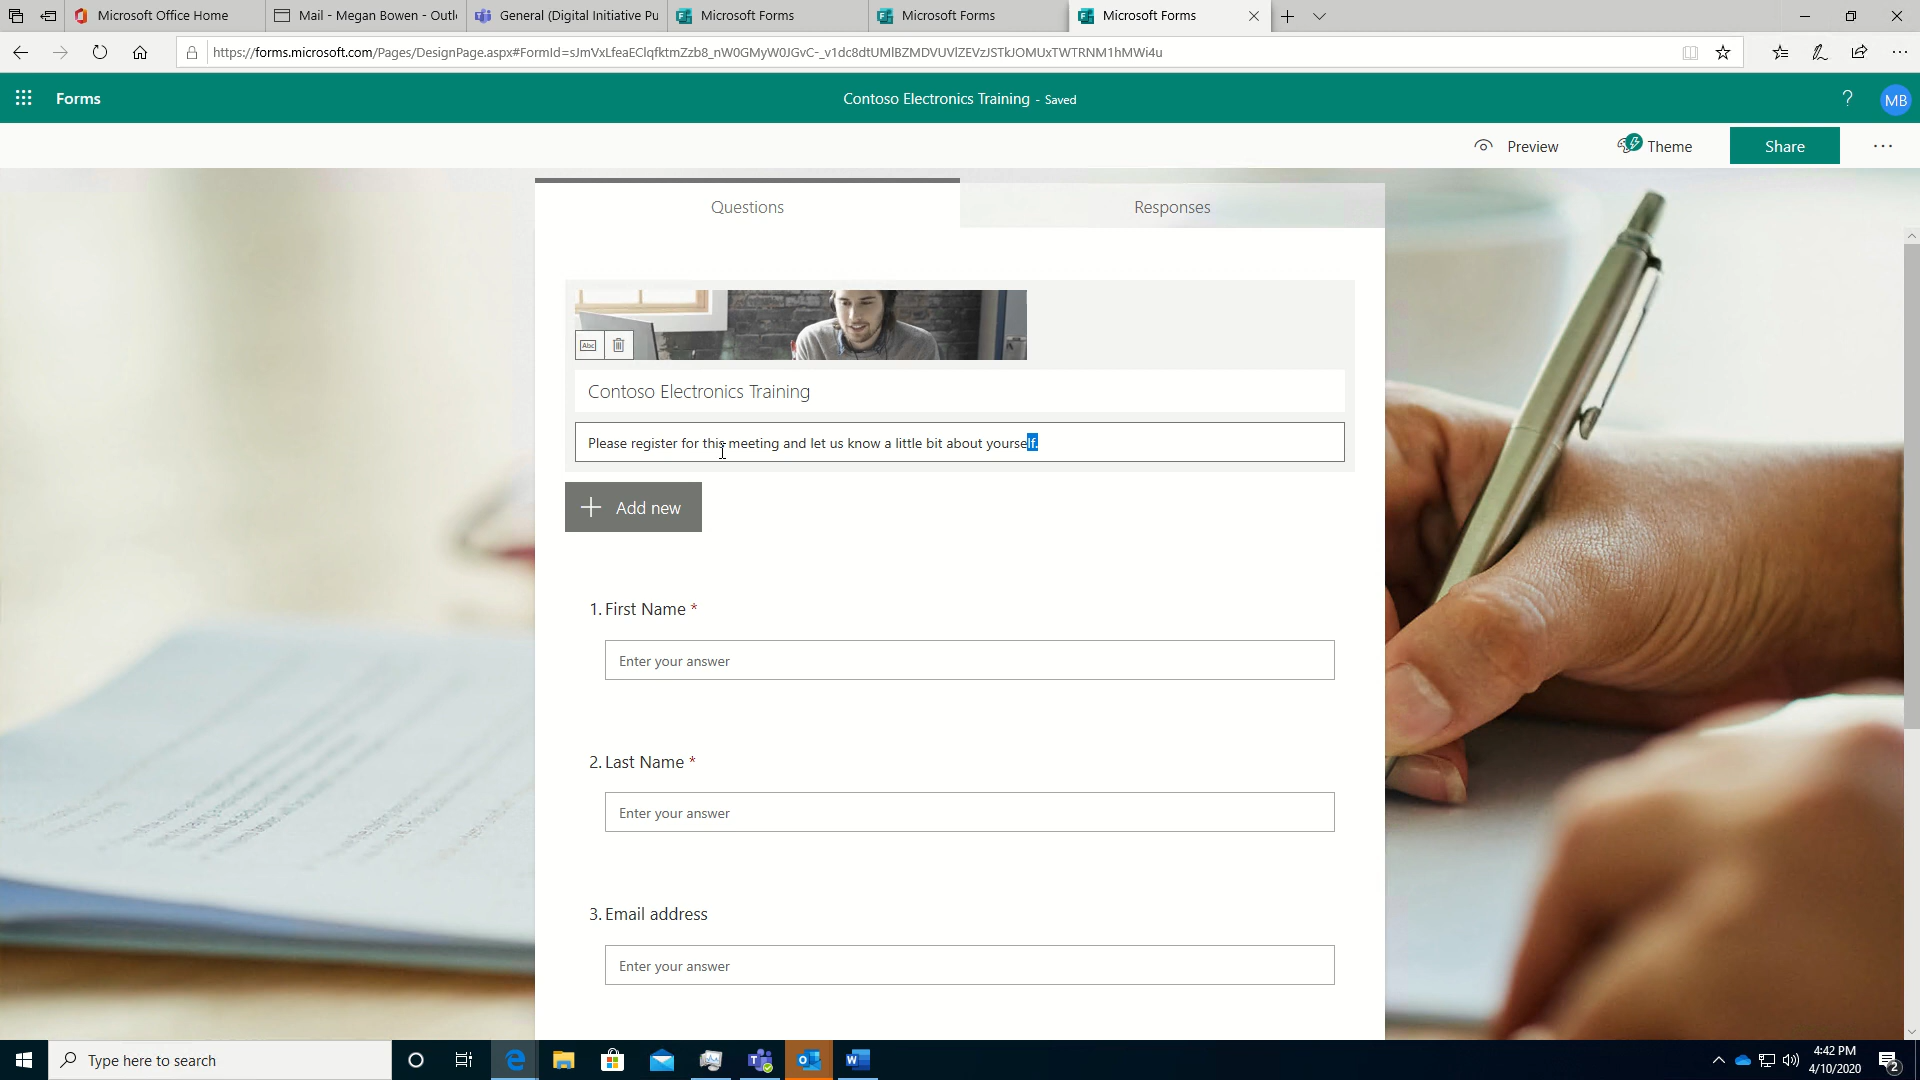 Microsoft Office Home
Mail - Megan Bowen - Outl
General (Digital Initiative Pu
Microsoft Forms
Microsoft Forms
Microsoft Forms
https://forms.microsoft.com/Pages/DesignPage.aspx#FormId=sJmVxLfeaEClqfktmZzb8_nW0GMyW0JGvC-_v1dc8dtUMlBZMDVUVlZEVzJSTkJOMUxTWTRNM1hMWi4u
Forms
Contoso Electronics Training - Saved
?
MB
Preview
Theme
Share
Questions
Responses
Abc
Contoso Electronics Training
Please register for this meeting and let us know a little bit about yourself.
Add new
1. First Name *
Enter your answer
2. Last Name *
Enter your answer
3. Email address
Enter your answer
Type here to search
4:42 PM
4/10/2020
2